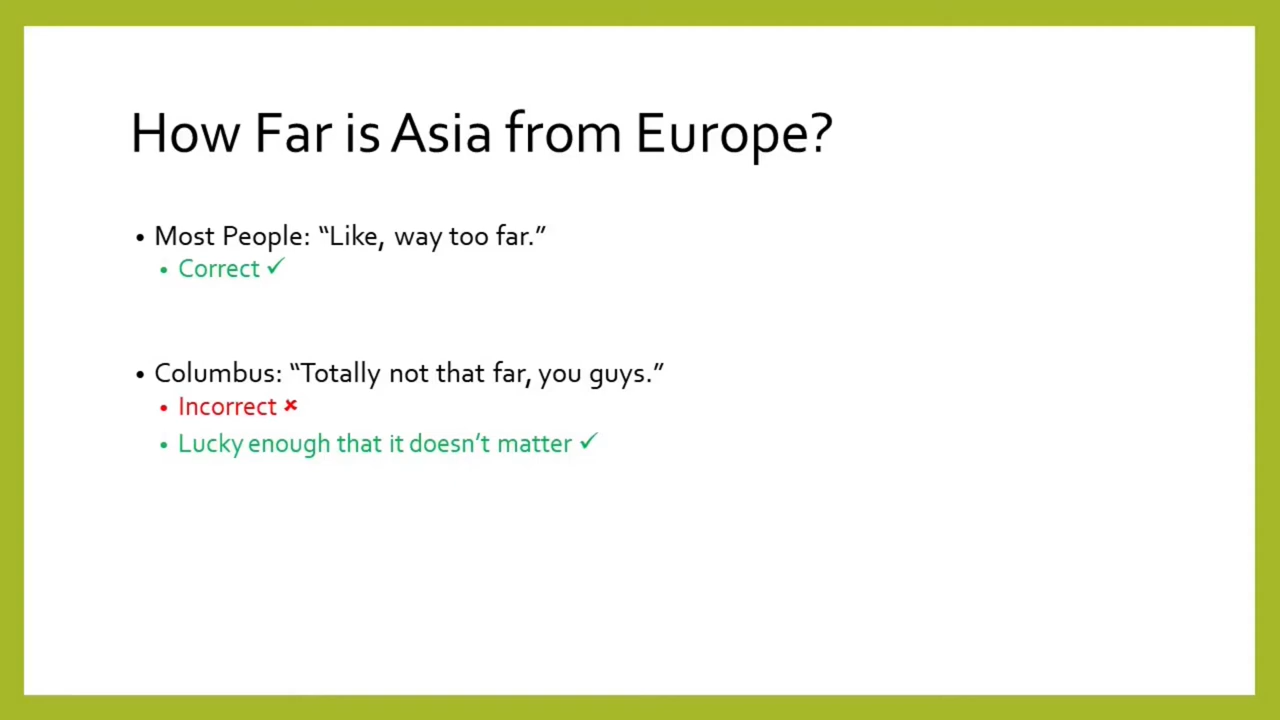 How Far is Asia from Europe?
• Most People: “Like, way too far.”
• Correct ✓
• Columbus: “Totally not that far, you guys.”
• Incorrect ✖
• Lucky enough that it doesn’t matter ✓